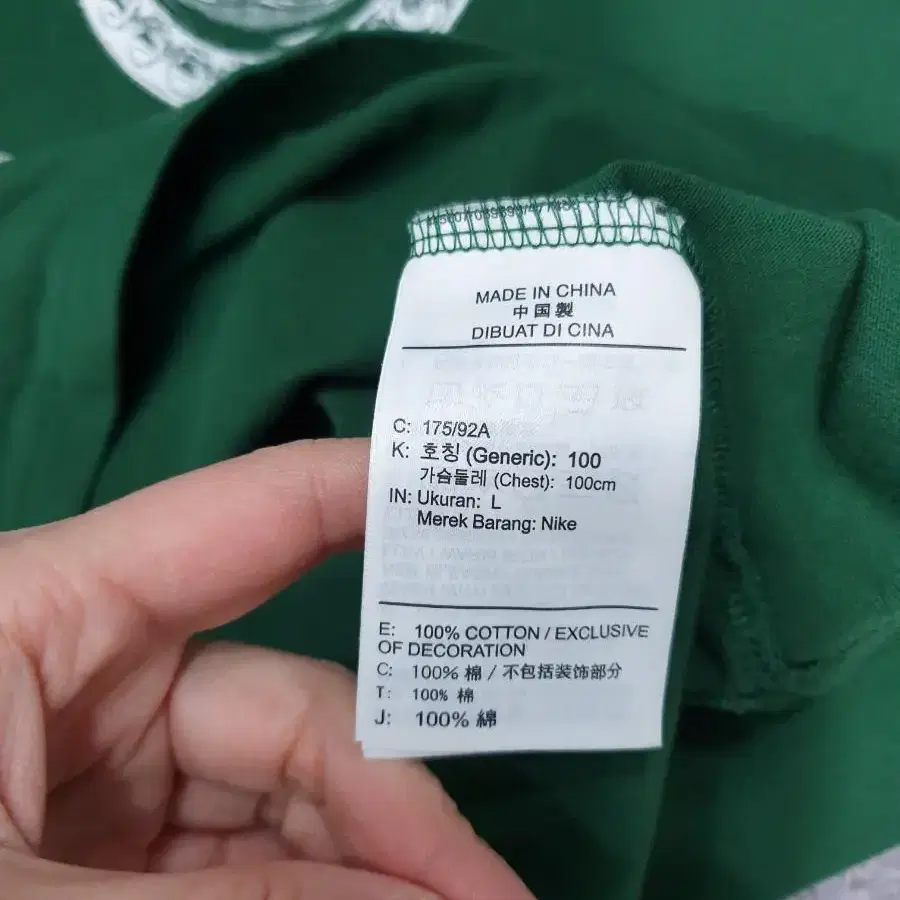 MADE IN CHINA
中国製
DIBUAT DI CINA
C: 175/92A
K: 호칭 (Generic): 100
가슴둘레 (Chest): 100cm
IN: Ukuran: L
Merek Barang: Nike
E: 100% COTTON / EXCLUSIVE
OF DECORATION
C: 100% 棉 / 不包括装饰部分
T: 100% 棉
J: 100% 綿